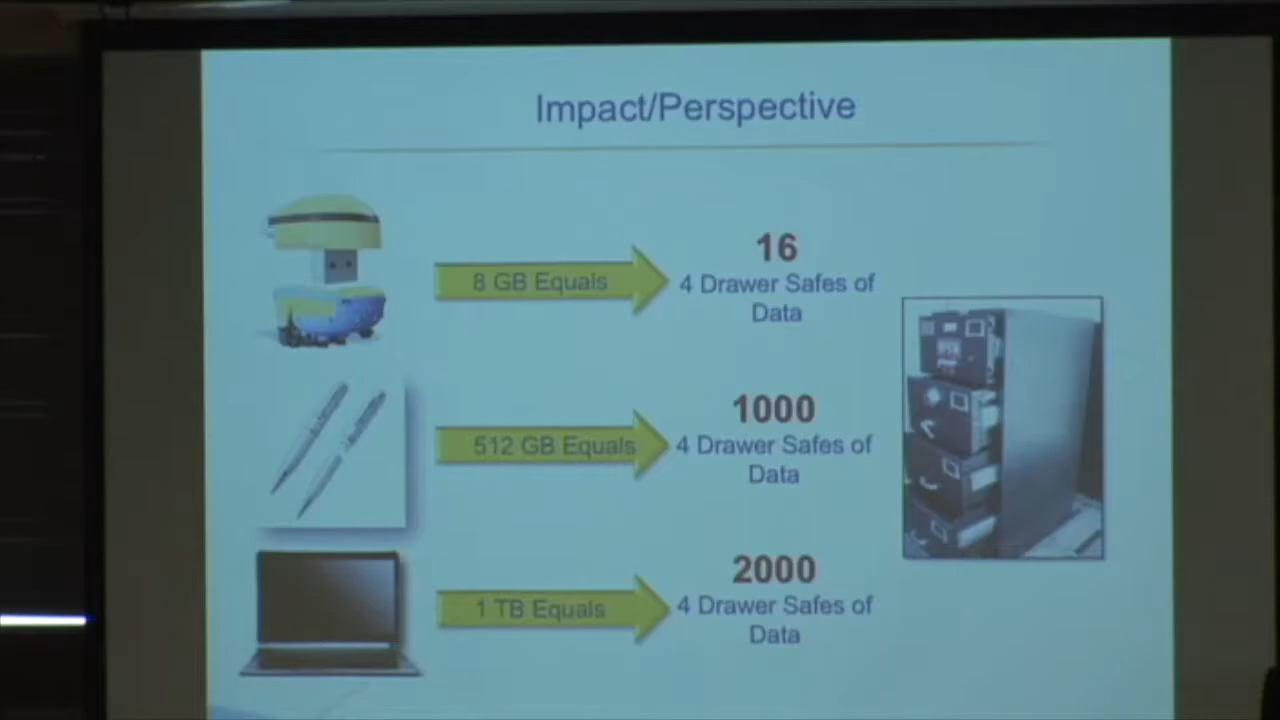 Impact/Perspective
8 GB Equals
16
4 Drawer Safes of
Data
512 GB Equals
1000
4 Drawer Safes of
Data
1 TB Equals
2000
4 Drawer Safes of
Data